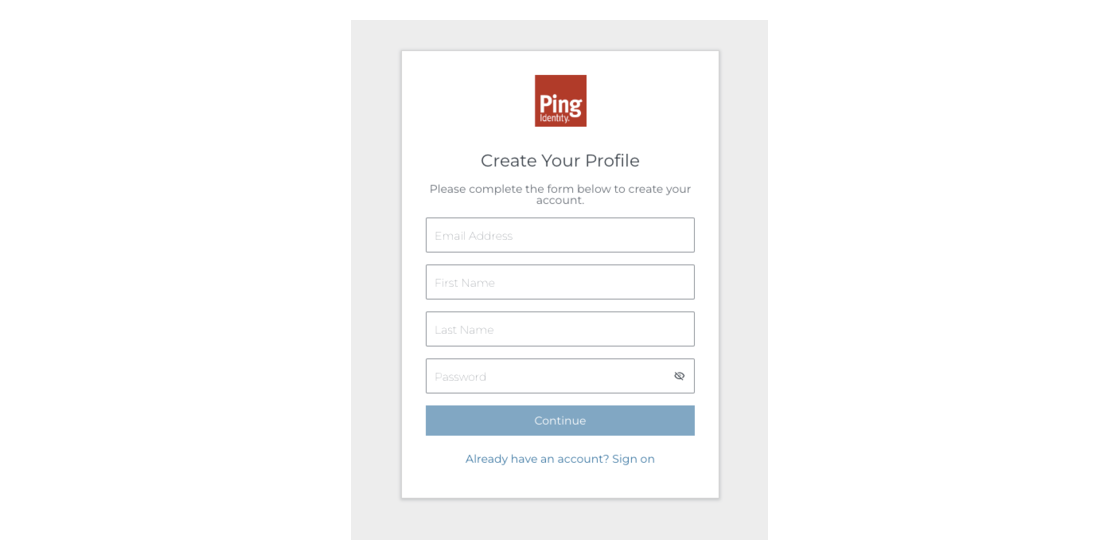 Ping
Identity.
Create Your Profile
Please complete the form below to create your
account.
Email Address
First Name
Last Name
Password
Continue
Already have an account? Sign on